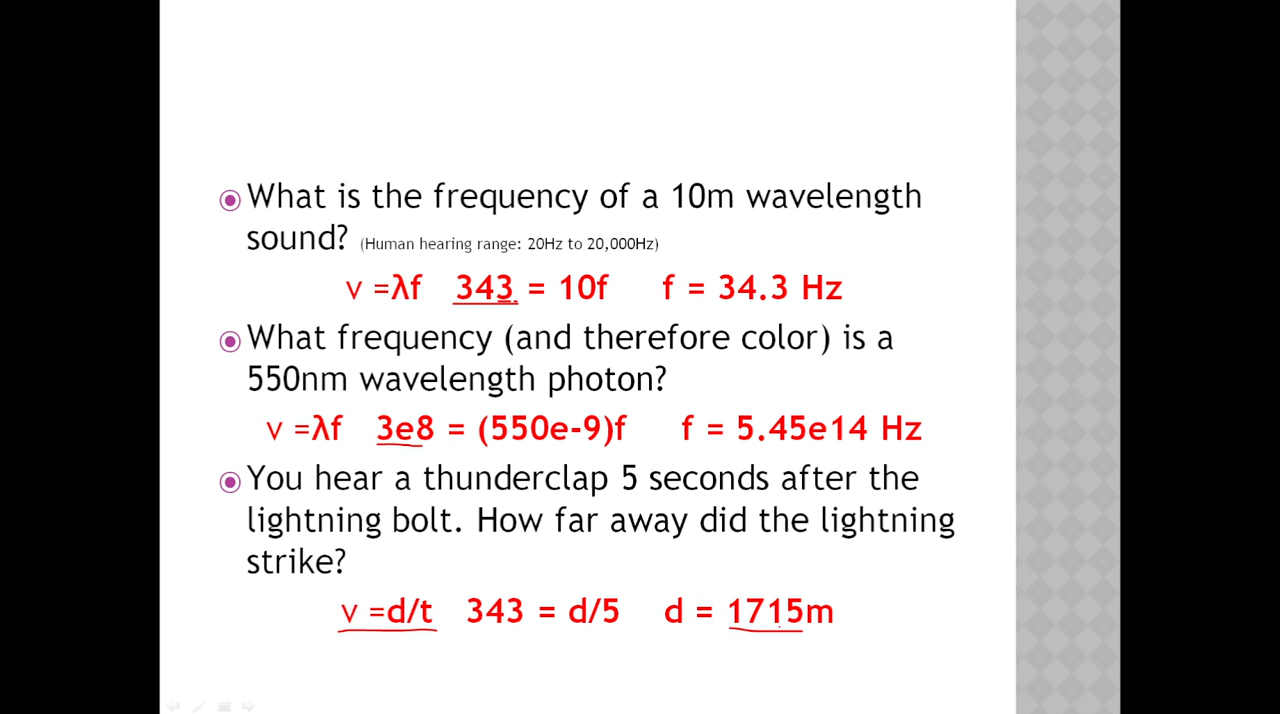 What is the frequency of a 10m wavelength
sound? (Human hearing range: 20Hz to 20,000Hz)
v =λf 343 = 10f f = 34.3 Hz
What frequency (and therefore color) is a
550nm wavelength photon?
v =λf 3e8 = (550e-9)f f = 5.45e14 Hz
You hear a thunderclap 5 seconds after the
lightning bolt. How far away did the lightning
strike?
v =d/t 343 = d/5 d = 1715m